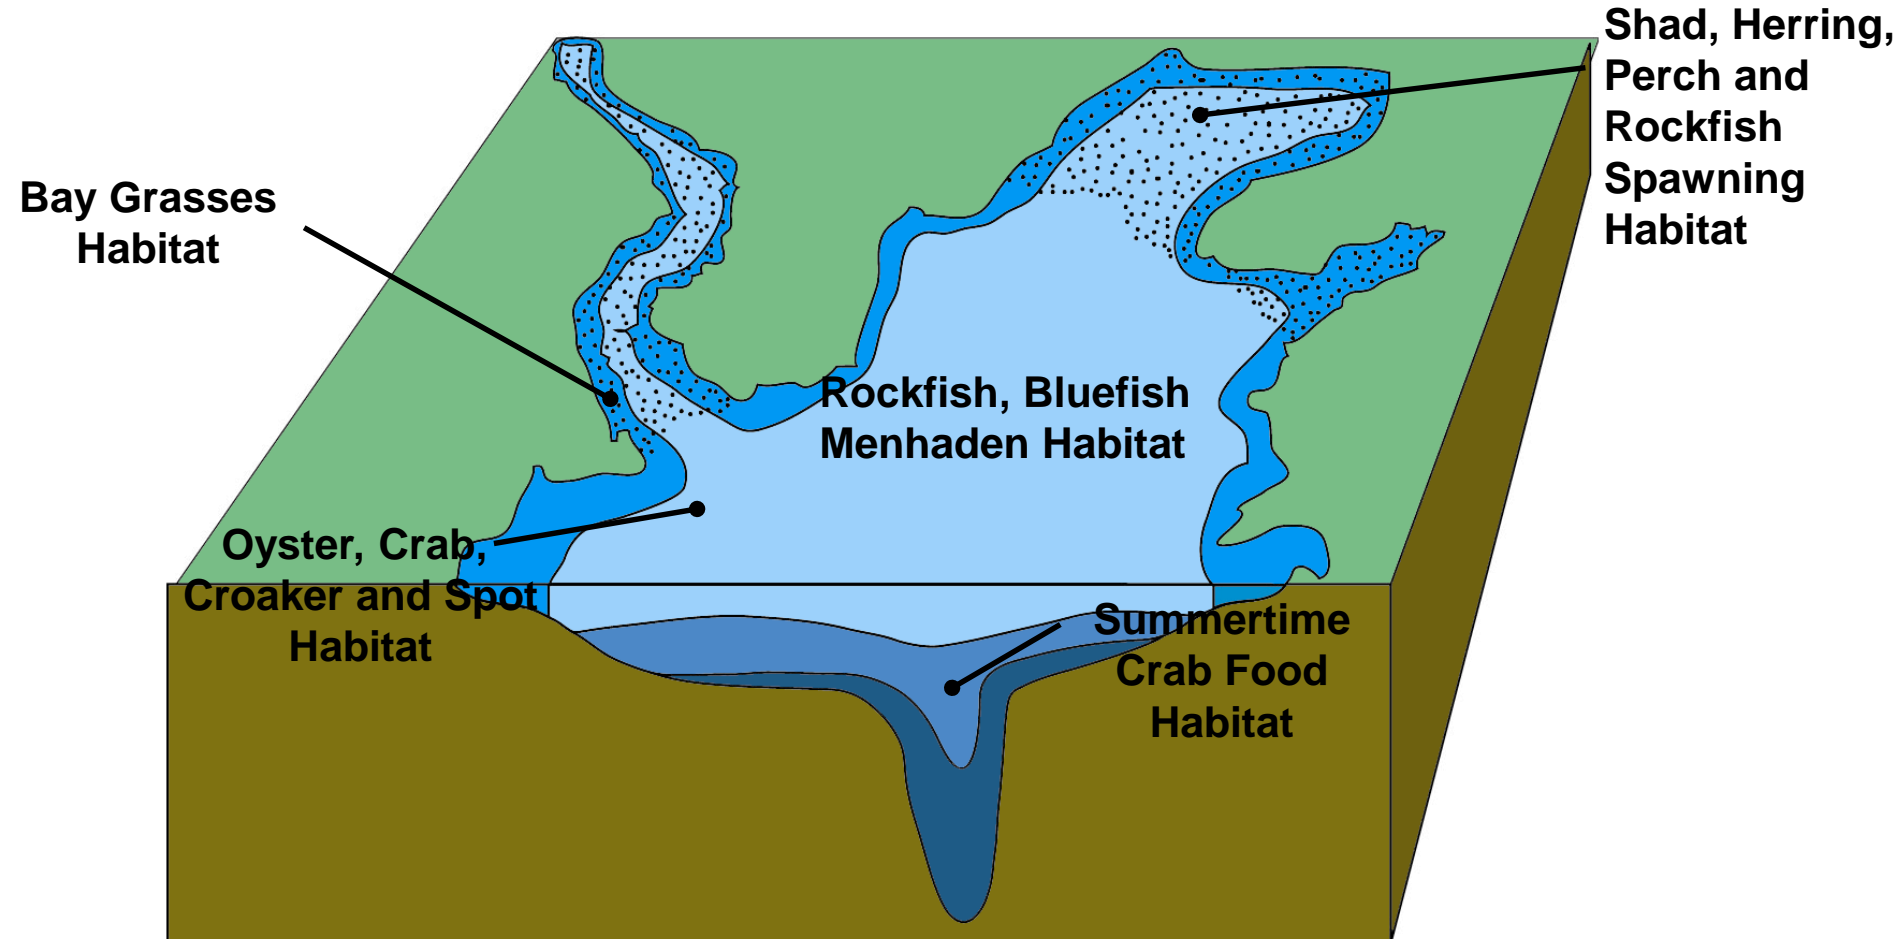 Shad, Herring,
Perch and
Rockfish
Spawning
Habitat
Bay Grasses
Habitat
Rockfish, Bluefish
Menhaden Habitat
Oyster, Crab,
Croaker and Spot
Habitat
Summertime
Crab Food
Habitat